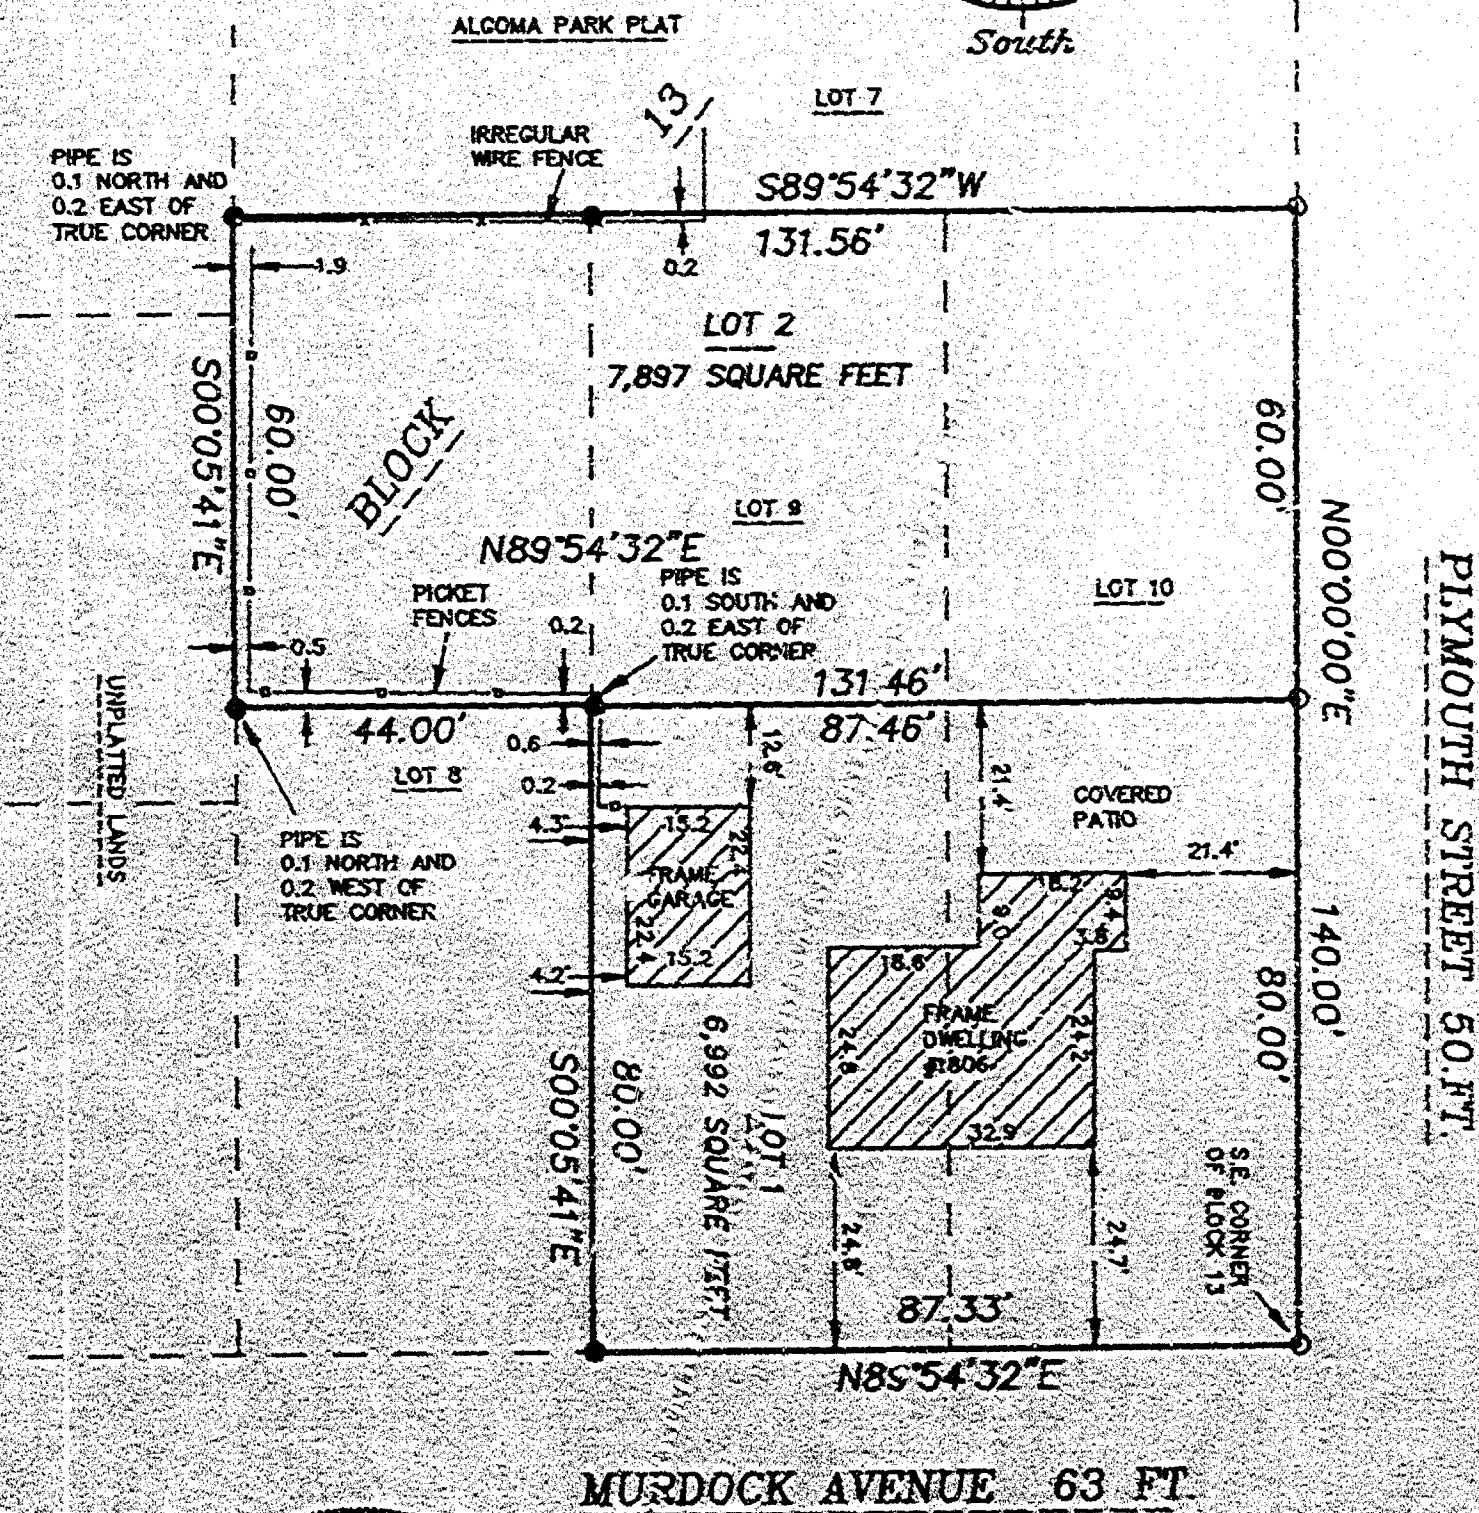 ALGOMA PARK PLAT
South
13
LOT 7
IRREGULAR
WIRE FENCE
PIPE IS
0.1 NORTH AND
0.2 EAST OF
TRUE CORNER
S89°54'32"W
131.56'
1.9
0.2
LOT 2
7,897 SQUARE FEET
S00°05'41"E
60.00'
BLOCK
60.00'
N00°00'00"E
PLYMOUTH STREET 50 FT.
LOT 9
N89°54'32"E
PICKET
FENCES
PIPE IS
0.1 SOUTH AND
0.2 EAST OF
TRUE CORNER
LOT 10
0.2
0.5
131.46'
44.00'
87.46'
UNPLATTED LANDS
0.6
12.6'
21.4'
LOT 8
0.2
COVERED
PATIO
PIPE IS
0.1 NORTH AND
0.2 WEST OF
TRUE CORNER
4.3'
15.2
22.4
FRAME
GARAGE
22.4
15.2
4.2'
21.4'
18.2
9.4
9.0
3.8
18.6
140.00'
80.00'
FRAME
DWELLING
24.8
24.2
32.9
S00°05'41"E
80.00'
6,992 SQUARE FEET
LOT 1
24.8'
24.7'
S.E. CORNER
OF BLOCK 13
87.33'
N89°54'32"E
MURDOCK AVENUE 63 FT.